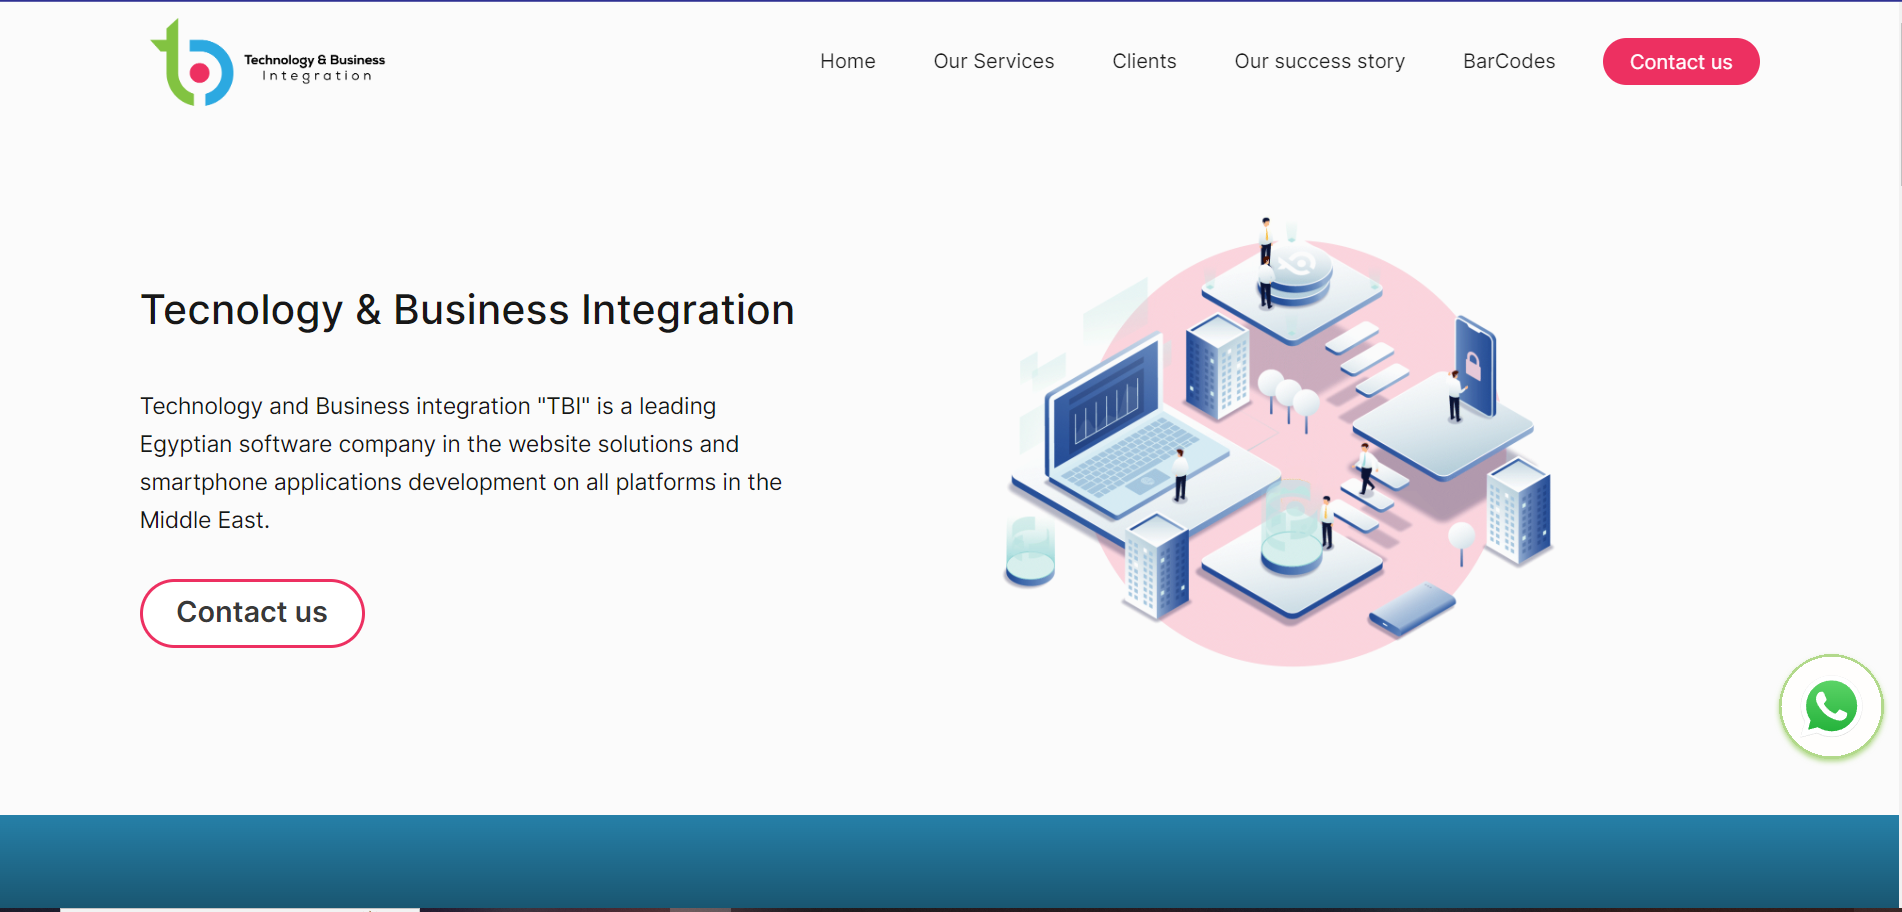 Technology & Business
Integration
Home
Our Services
Clients
Our success story
BarCodes
Contact us
Tecnology & Business Integration
Technology and Business integration "TBI" is a leading
Egyptian software company in the website solutions and
smartphone applications development on all platforms in the
Middle East.
Contact us